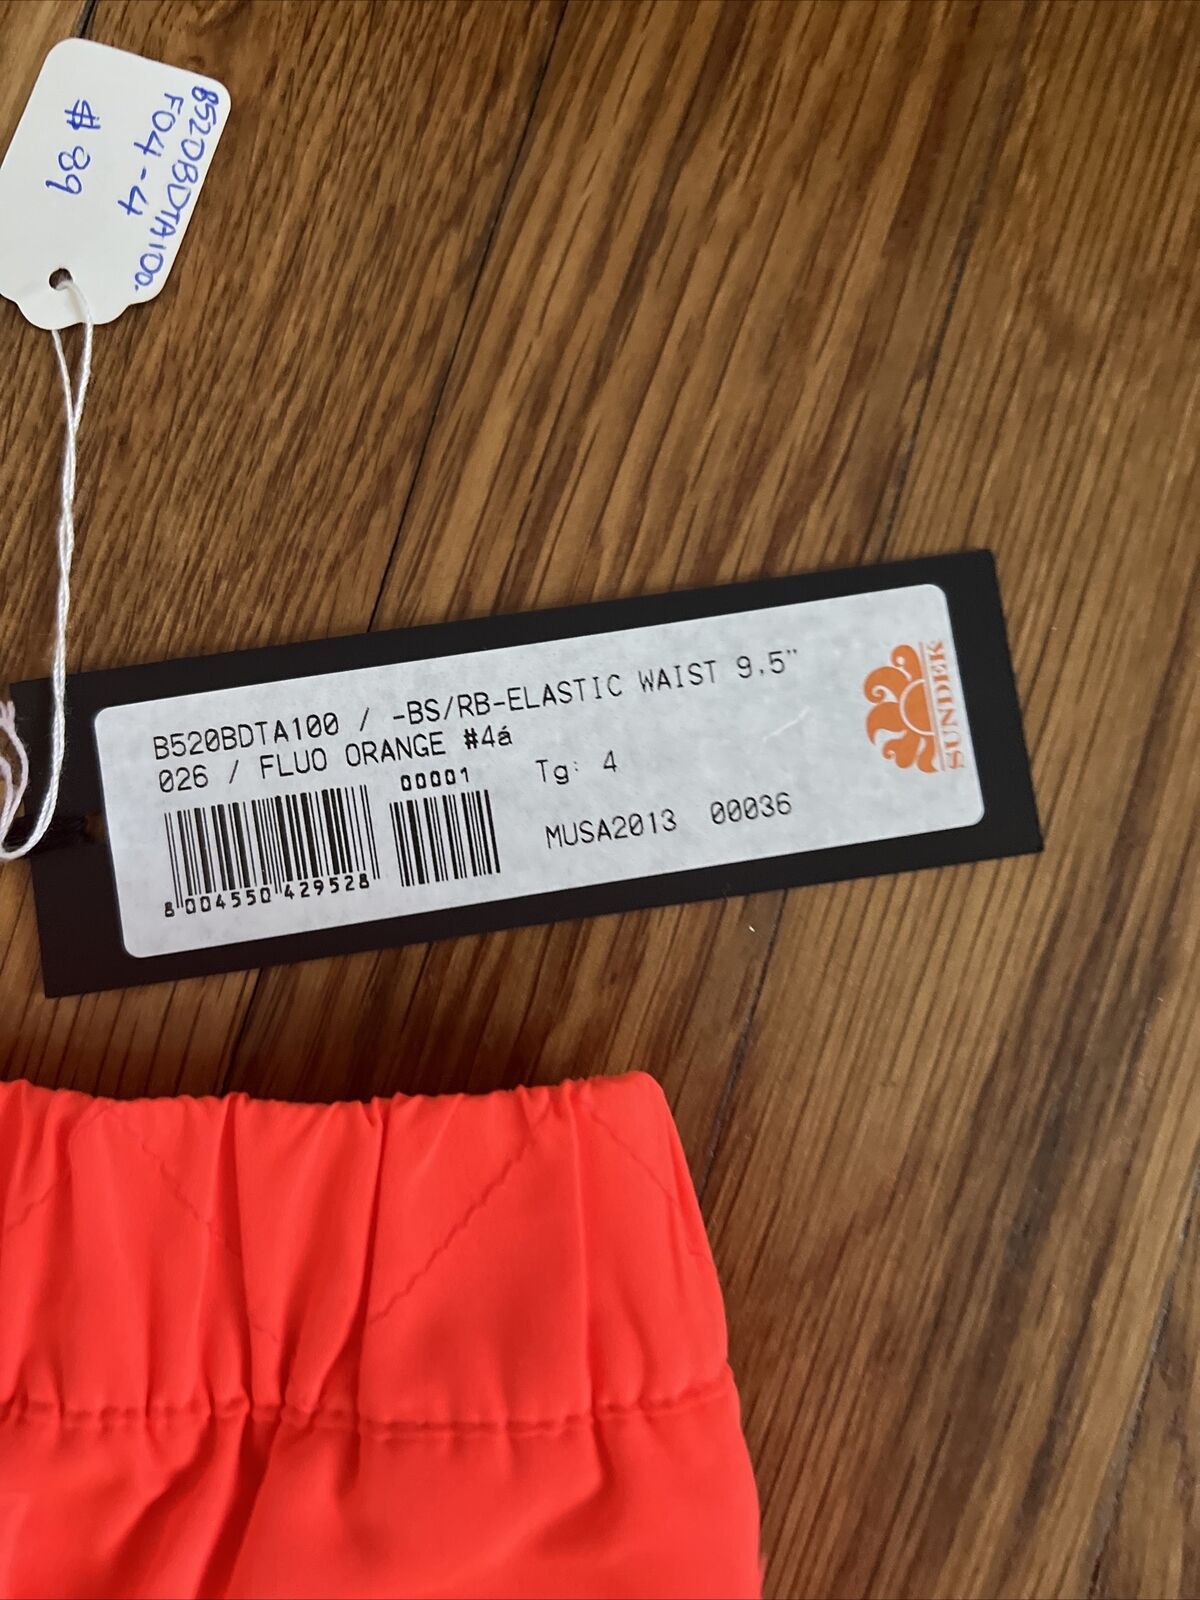 B520BDTA100.
F04-4
# 89
B520BDTA100 / -BS/RB-ELASTIC WAIST 9.5"
026 / FLUO ORANGE #4á
00001
Tg: 4
MUSA2013 00036
8 004550 429528
SUNDEK